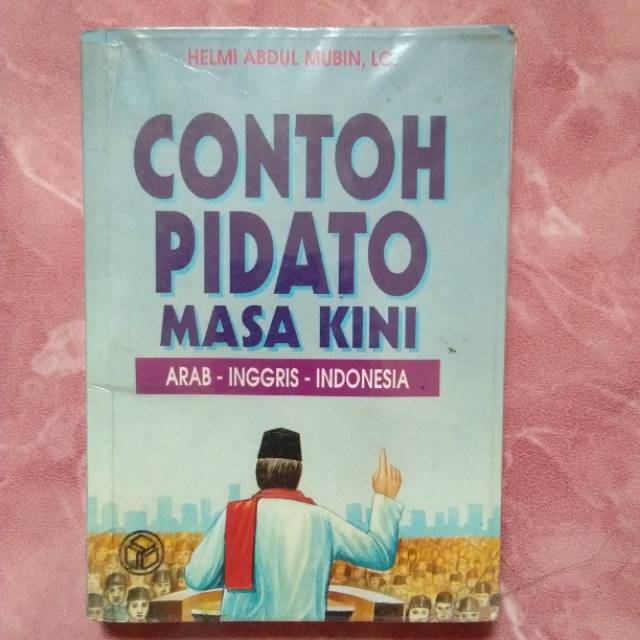 HELMI ABDUL MUBIN, LC.
CONTOH
PIDATO
MASA KINI
ARAB - INGGRIS - INDONESIA